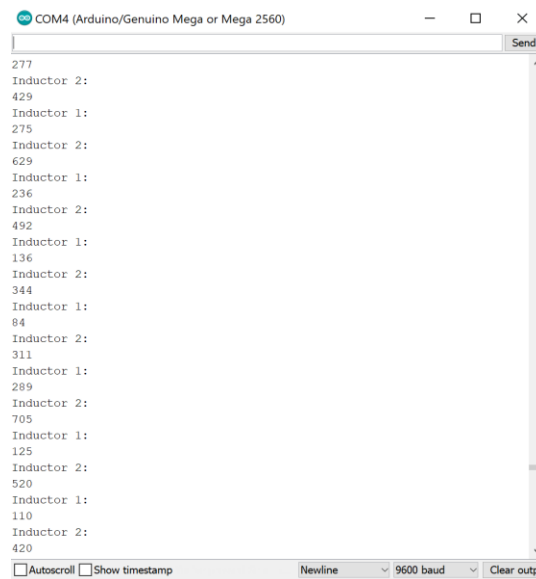 COM4 (Arduino/Genuino Mega or Mega 2560)
Send
277
Inductor 2:
429
Inductor 1:
275
Inductor 2:
629
Inductor 1:
236
Inductor 2:
492
Inductor 1:
136
Inductor 2:
344
Inductor 1:
84
Inductor 2:
311
Inductor 1:
289
Inductor 2:
705
Inductor 1:
125
Inductor 2:
520
Inductor 1:
110
Inductor 2:
420
Autoscroll Show timestamp Newline 9600 baud Clear outp